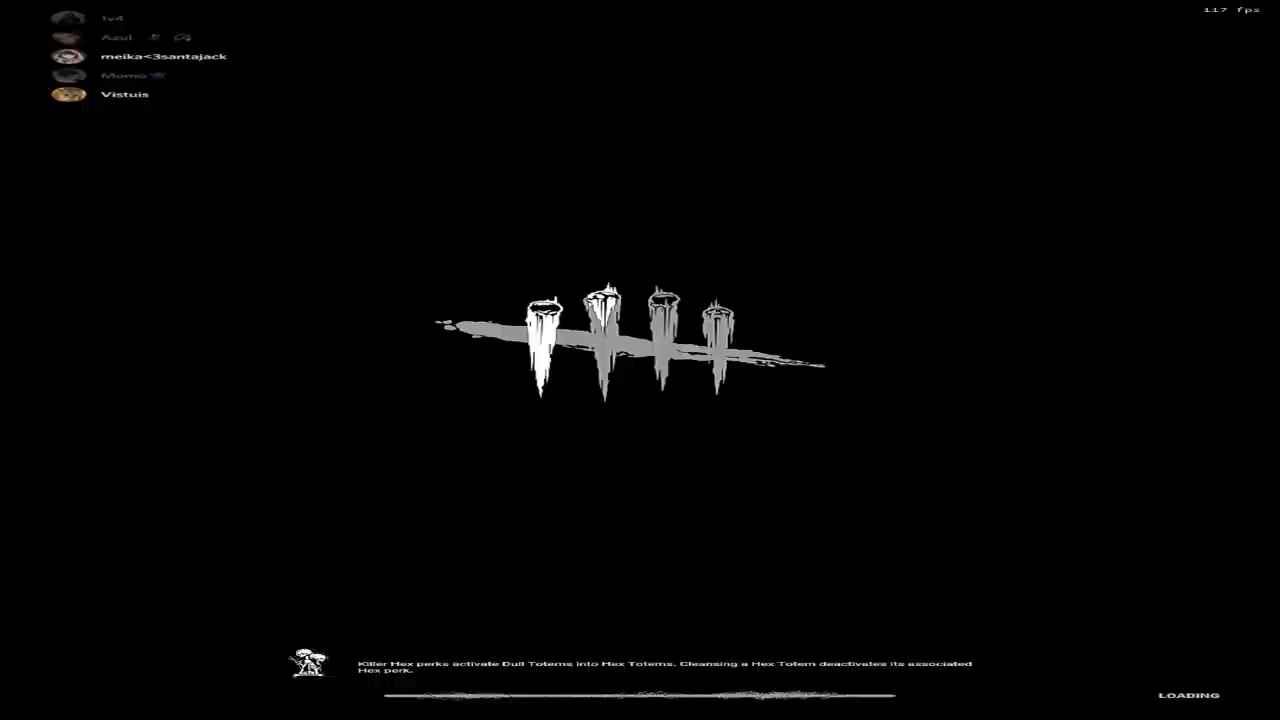 1v4
117 fps
Azul
meika<3santajack
Mumo
Vistuis
Killer Hex perks activate Dull Totems into Hex Totems. Cleansing a Hex Totem deactivates its associated
Hex perk.
LOADING